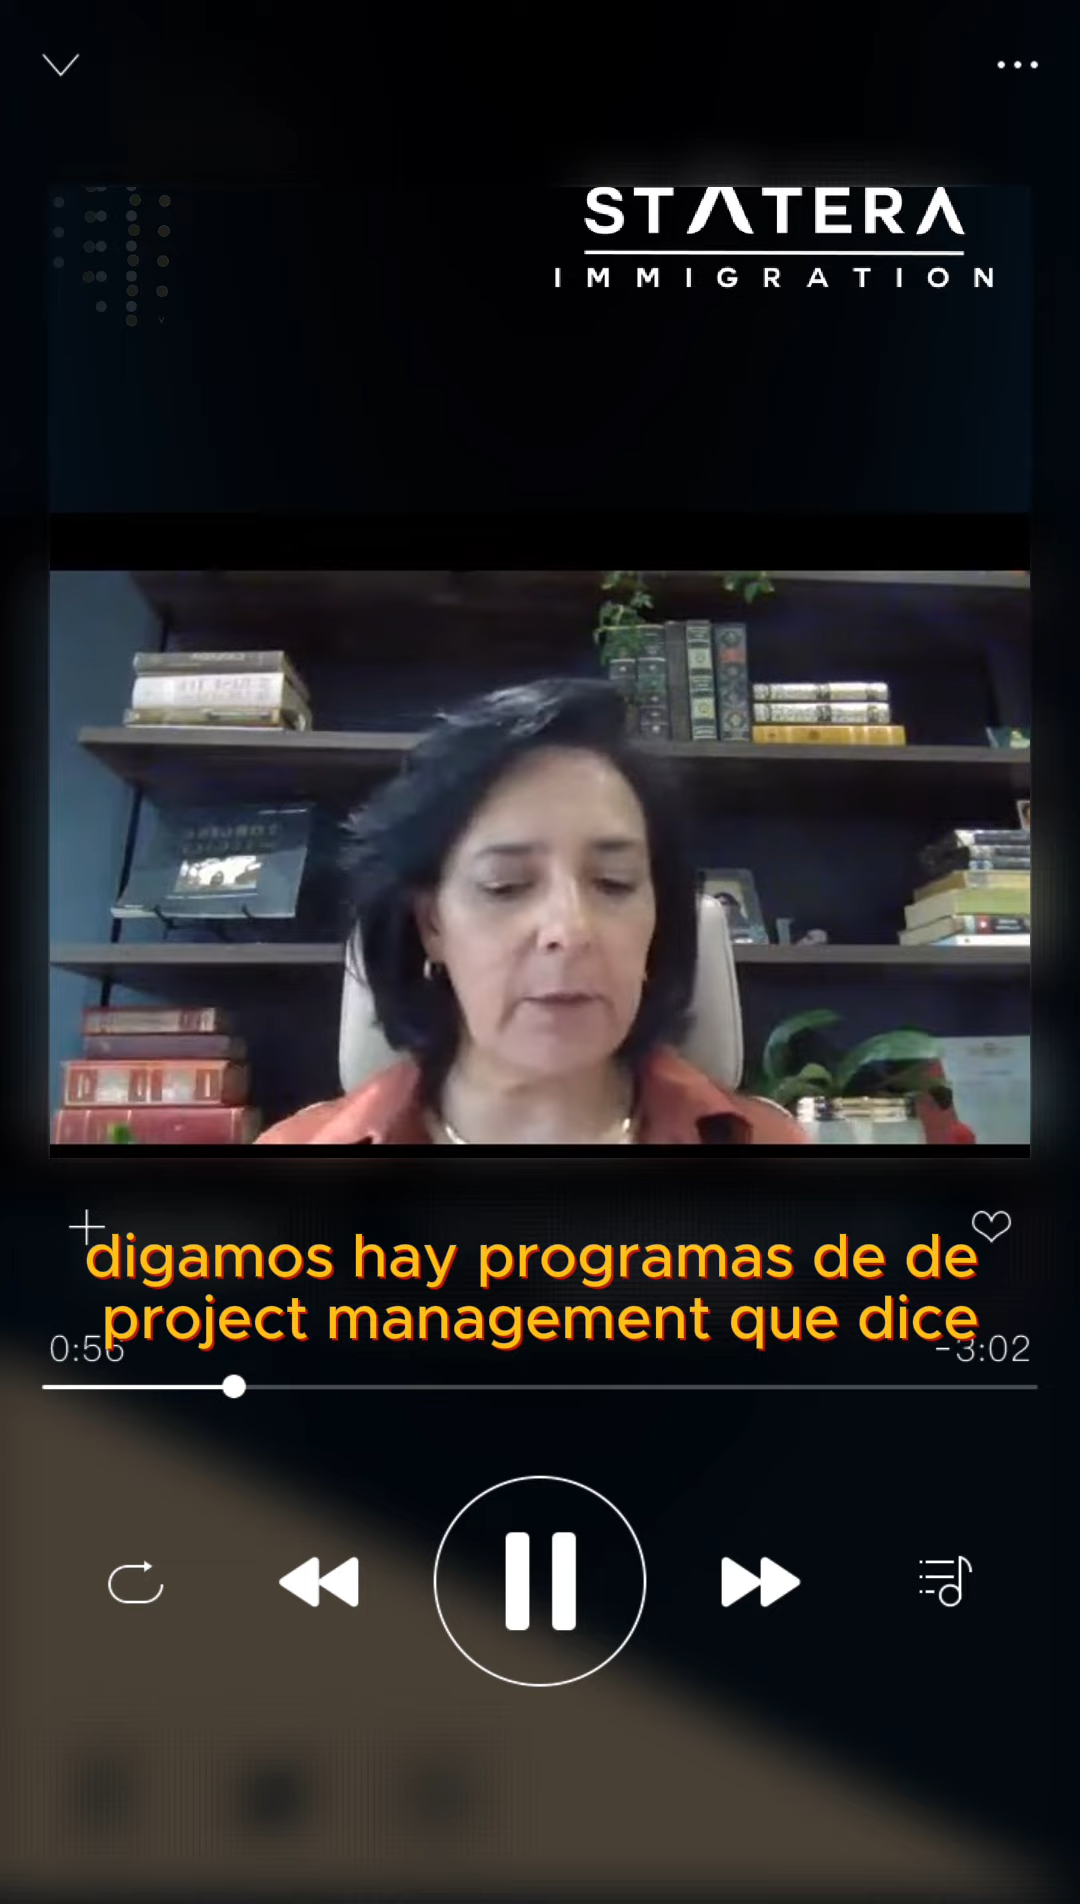 STATERA
IMMIGRATION
digamos hay programas de de
project management que dice
0:56
-3:02